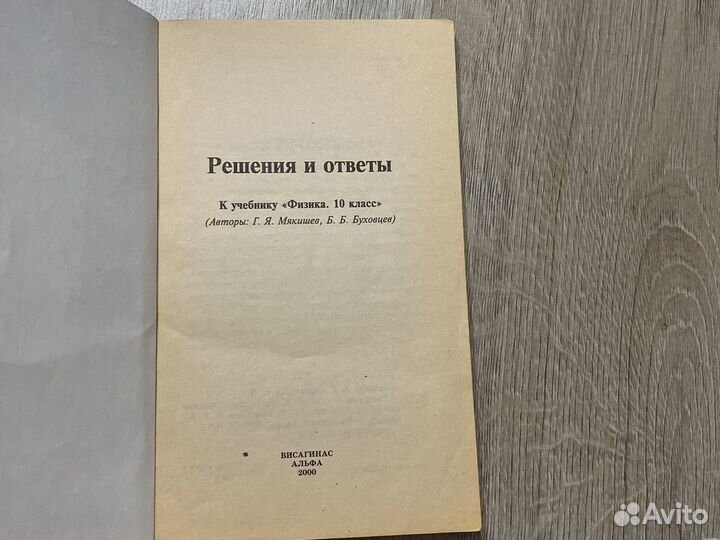 Решения и ответы
К учебнику «Физика. 10 класс»
(Авторы: Г. Я. Мякишев, Б. Б. Буховцев)
ВИСАГИНАС
АЛЬФА
2000
Avito